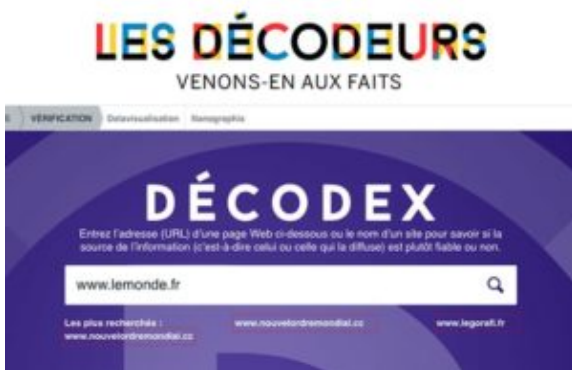 LES DÉCODEURS
VENONS-EN AUX FAITS
VÉRIFICATION Datavisualisation Nanographix
DÉCODEX
Entrez l'adresse (URL) d'une page Web ci-dessous ou le nom d'un site pour savoir si la
source de l'information (c'est-à-dire celui ou celle qui la diffuse) est plutôt fiable ou non.
www.lemonde.fr
Les plus recherchés : www.nouvelordremondial.cc www.legorafi.fr
www.nouvelordremondial.cc